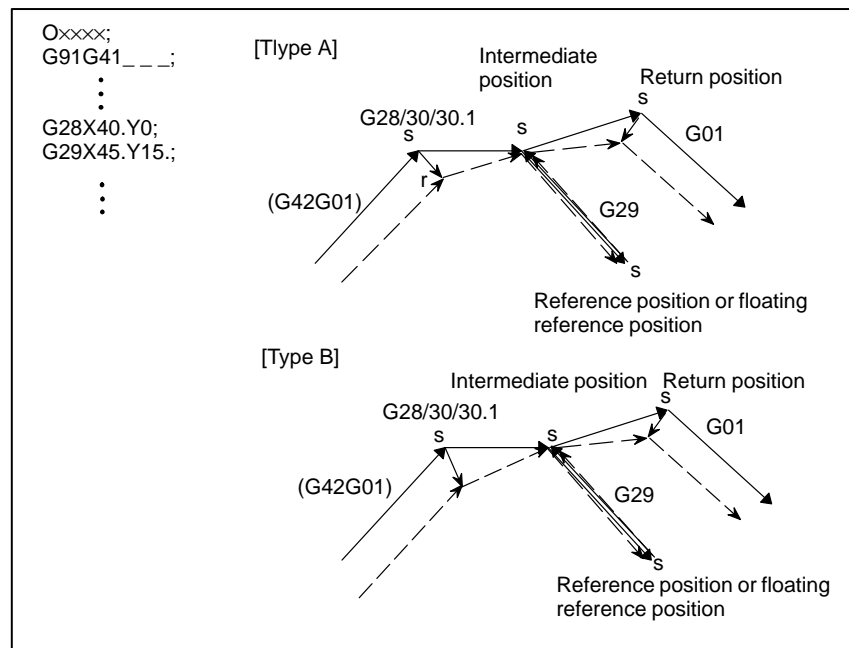 O××××;
G91G41_ _ _;
G28X40.Y0;
G29X45.Y15.;
[Tlype A]
Intermediate
position
Return position
s
G28/30/30.1
s
s
G01
r
(G42G01)
G29
s
Reference position or floating
reference position
[Type B]
Intermediate position
Return position
s
G28/30/30.1
s
s
G01
(G42G01)
G29
s
Reference position or floating
reference position